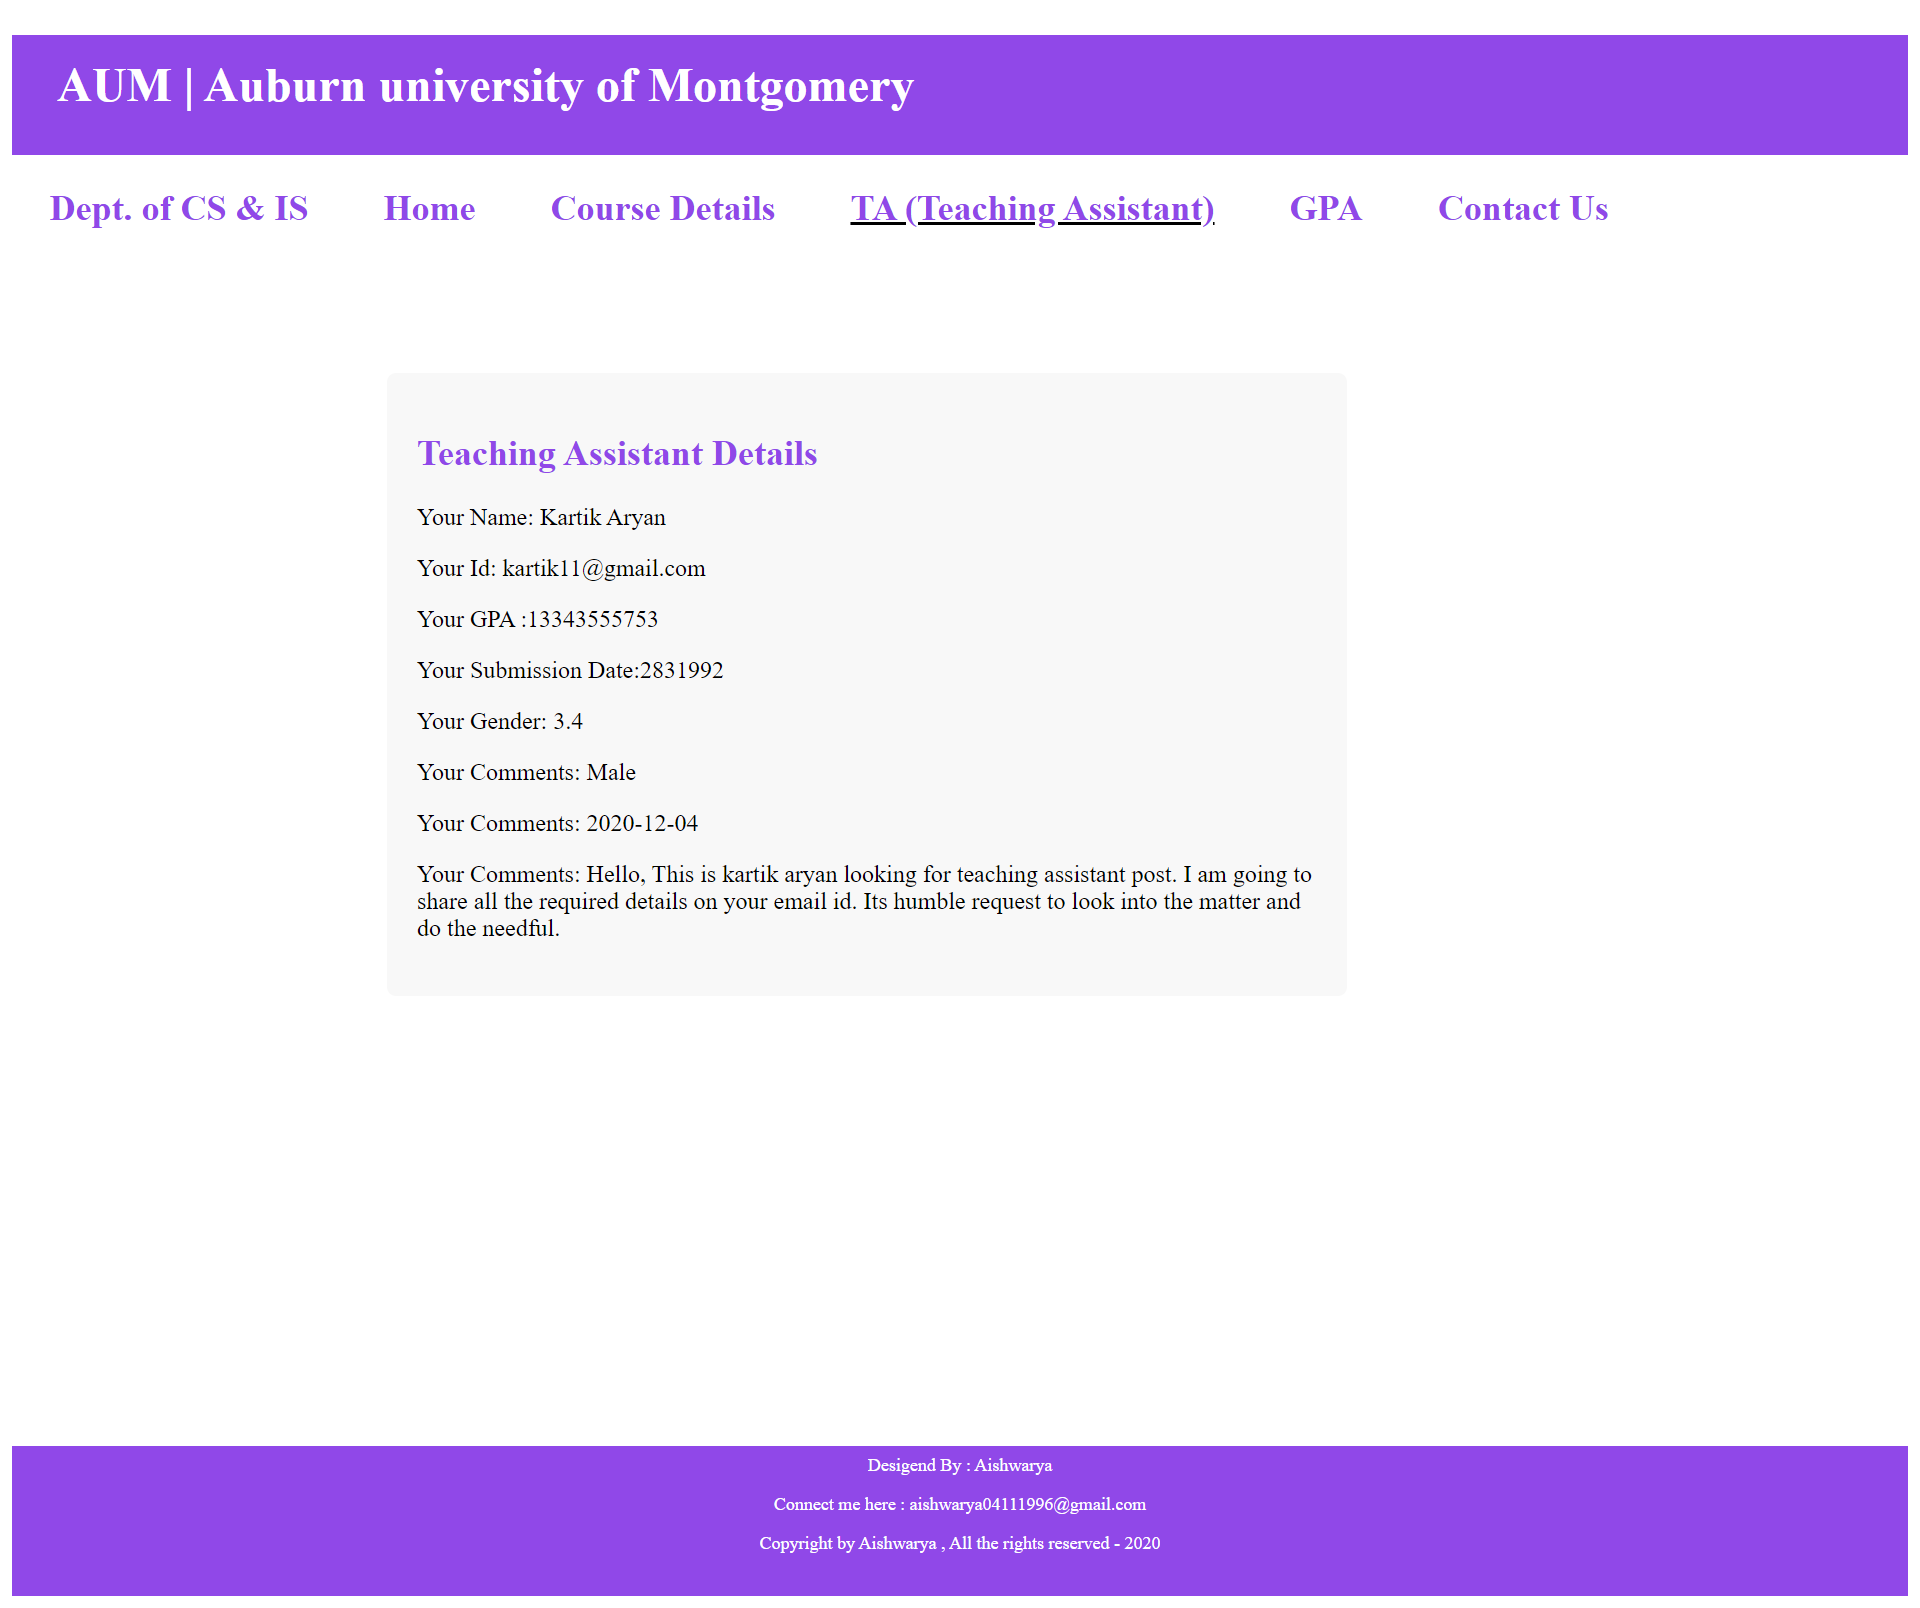 AUM | Auburn university of Montgomery
Dept. of CS & IS Home Course Details TA (Teaching Assistant) GPA Contact Us
Teaching Assistant Details
Your Name: Kartik Aryan
Your Id: kartik11@gmail.com
Your GPA :13343555753
Your Submission Date:2831992
Your Gender: 3.4
Your Comments: Male
Your Comments: 2020-12-04
Your Comments: Hello, This is kartik aryan looking for teaching assistant post. I am going to
share all the required details on your email id. Its humble request to look into the matter and
do the needful.
Desigend By : Aishwarya
Connect me here : aishwarya04111996@gmail.com
Copyright by Aishwarya , All the rights reserved - 2020